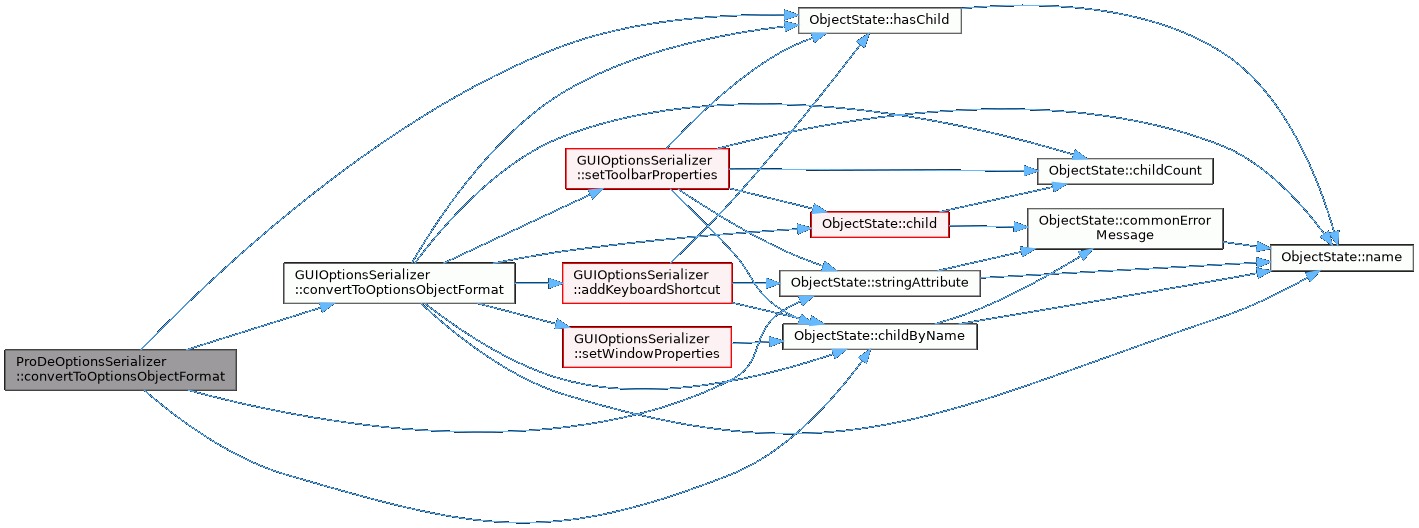 ObjectState::hasChild
GUIOptionsSerializer
::setToolbarProperties
ObjectState::childCount
ObjectState::child
ObjectState::commonError
Message
ObjectState::name
GUIOptionsSerializer
::convertToOptionsObjectFormat
GUIOptionsSerializer
::addKeyboardShortcut
ObjectState::stringAttribute
GUIOptionsSerializer
::setWindowProperties
ObjectState::childByName
ProDeOptionsSerializer
::convertToOptionsObjectFormat